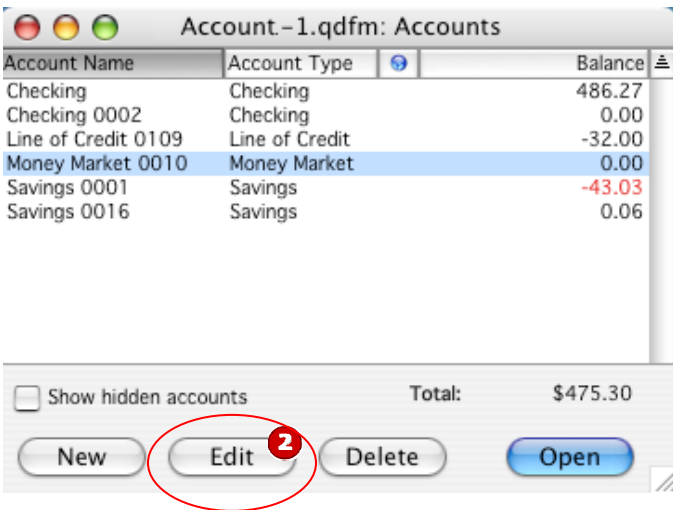 Account.-1.qdfm: Accounts
Account Name Account Type Balance
Checking Checking 486.27
Checking 0002 Checking 0.00
Line of Credit 0109 Line of Credit -32.00
Money Market 0010 Money Market 0.00
Savings 0001 Savings -43.03
Savings 0016 Savings 0.06
Show hidden accounts Total: $475.30
New Edit 2 Delete Open